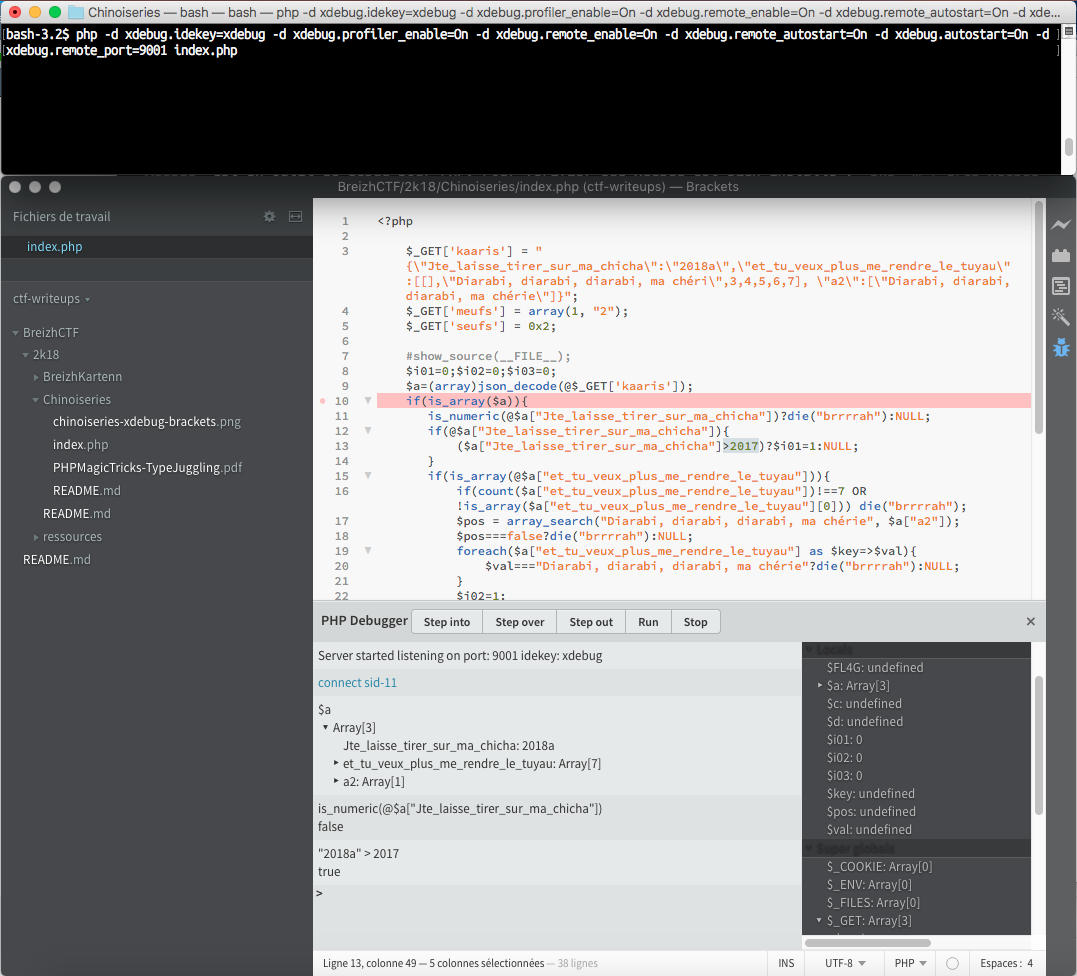 Chinoiseries — bash — bash — php -d xdebug.idekey=xdebug -d xdebug.profiler_enable=On -d xdebug.remote_enable=On -d xdebug.remote_autostart=On -d xde...
[bash-3.2$ php -d xdebug.idekey=xdebug -d xdebug.profiler_enable=On -d xdebug.remote_enable=On -d xdebug.remote_autostart=On -d xdebug.autostart=On -d ]
[xdebug.remote_port=9001 index.php ]
BreizhCTF/2k18/Chinoiseries/index.php (ctf-writeups) — Brackets
Fichiers de travail
index.php
ctf-writeups
BreizhCTF
2k18
BreizhKartenn
Chinoiseries
chinoiseries-xdebug-brackets.png
index.php
PHPMagicTricks-TypeJuggling.pdf
README.md
README.md
ressources
README.md
1 <?php
2
3 $_GET['kaaris'] = "
{\"Jte_laisse_tirer_sur_ma_chicha\":\"2018a\",\"et_tu_veux_plus_me_rendre_le_tuyau\"
:[[],\"Diarabi, diarabi, diarabi, ma chéri\",3,4,5,6,7], \"a2\":[\"Diarabi, diarabi,
diarabi, ma chérie\"]}";
4 $_GET['meufs'] = array(1, "2");
5 $_GET['seufs'] = 0x2;
6
7 #show_source(__FILE__);
8 $i01=0;$i02=0;$i03=0;
9 $a=(array)json_decode(@$_GET['kaaris']);
10 if(is_array($a)){
11 is_numeric(@$a["Jte_laisse_tirer_sur_ma_chicha"])?die("brrrrah"):NULL;
12 if(@$a["Jte_laisse_tirer_sur_ma_chicha"]){
13 ($a["Jte_laisse_tirer_sur_ma_chicha"]>2017)?$i01=1:NULL;
14 }
15 if(is_array(@$a["et_tu_veux_plus_me_rendre_le_tuyau"])){
16 if(count($a["et_tu_veux_plus_me_rendre_le_tuyau"])!==7 OR
!is_array($a["et_tu_veux_plus_me_rendre_le_tuyau"][0])) die("brrrrah");
17 $pos = array_search("Diarabi, diarabi, diarabi, ma chérie", $a["a2"]);
18 $pos===false?die("brrrrah"):NULL;
19 foreach($a["et_tu_veux_plus_me_rendre_le_tuyau"] as $key=>$val){
20 $val==="Diarabi, diarabi, diarabi, ma chérie"?die("brrrrah"):NULL;
21 }
22 $i02=1;
PHP Debugger Step into Step over Step out Run Stop ×
Server started listening on port: 9001 idekey: xdebug
connect sid-11
$a
Array[3]
Jte_laisse_tirer_sur_ma_chicha: 2018a
et_tu_veux_plus_me_rendre_le_tuyau: Array[7]
a2: Array[1]
is_numeric(@$a["Jte_laisse_tirer_sur_ma_chicha"])
false
"2018a" > 2017
true
>
Locals
$FL4G: undefined
$a: Array[3]
$c: undefined
$d: undefined
$i01: 0
$i02: 0
$i03: 0
$key: undefined
$pos: undefined
$val: undefined
Super globals
$_COOKIE: Array[0]
$_ENV: Array[0]
$_FILES: Array[0]
$_GET: Array[3]
Ligne 13, colonne 49 — 5 colonnes sélectionnées — 38 lignes INS UTF-8 PHP Espaces : 4